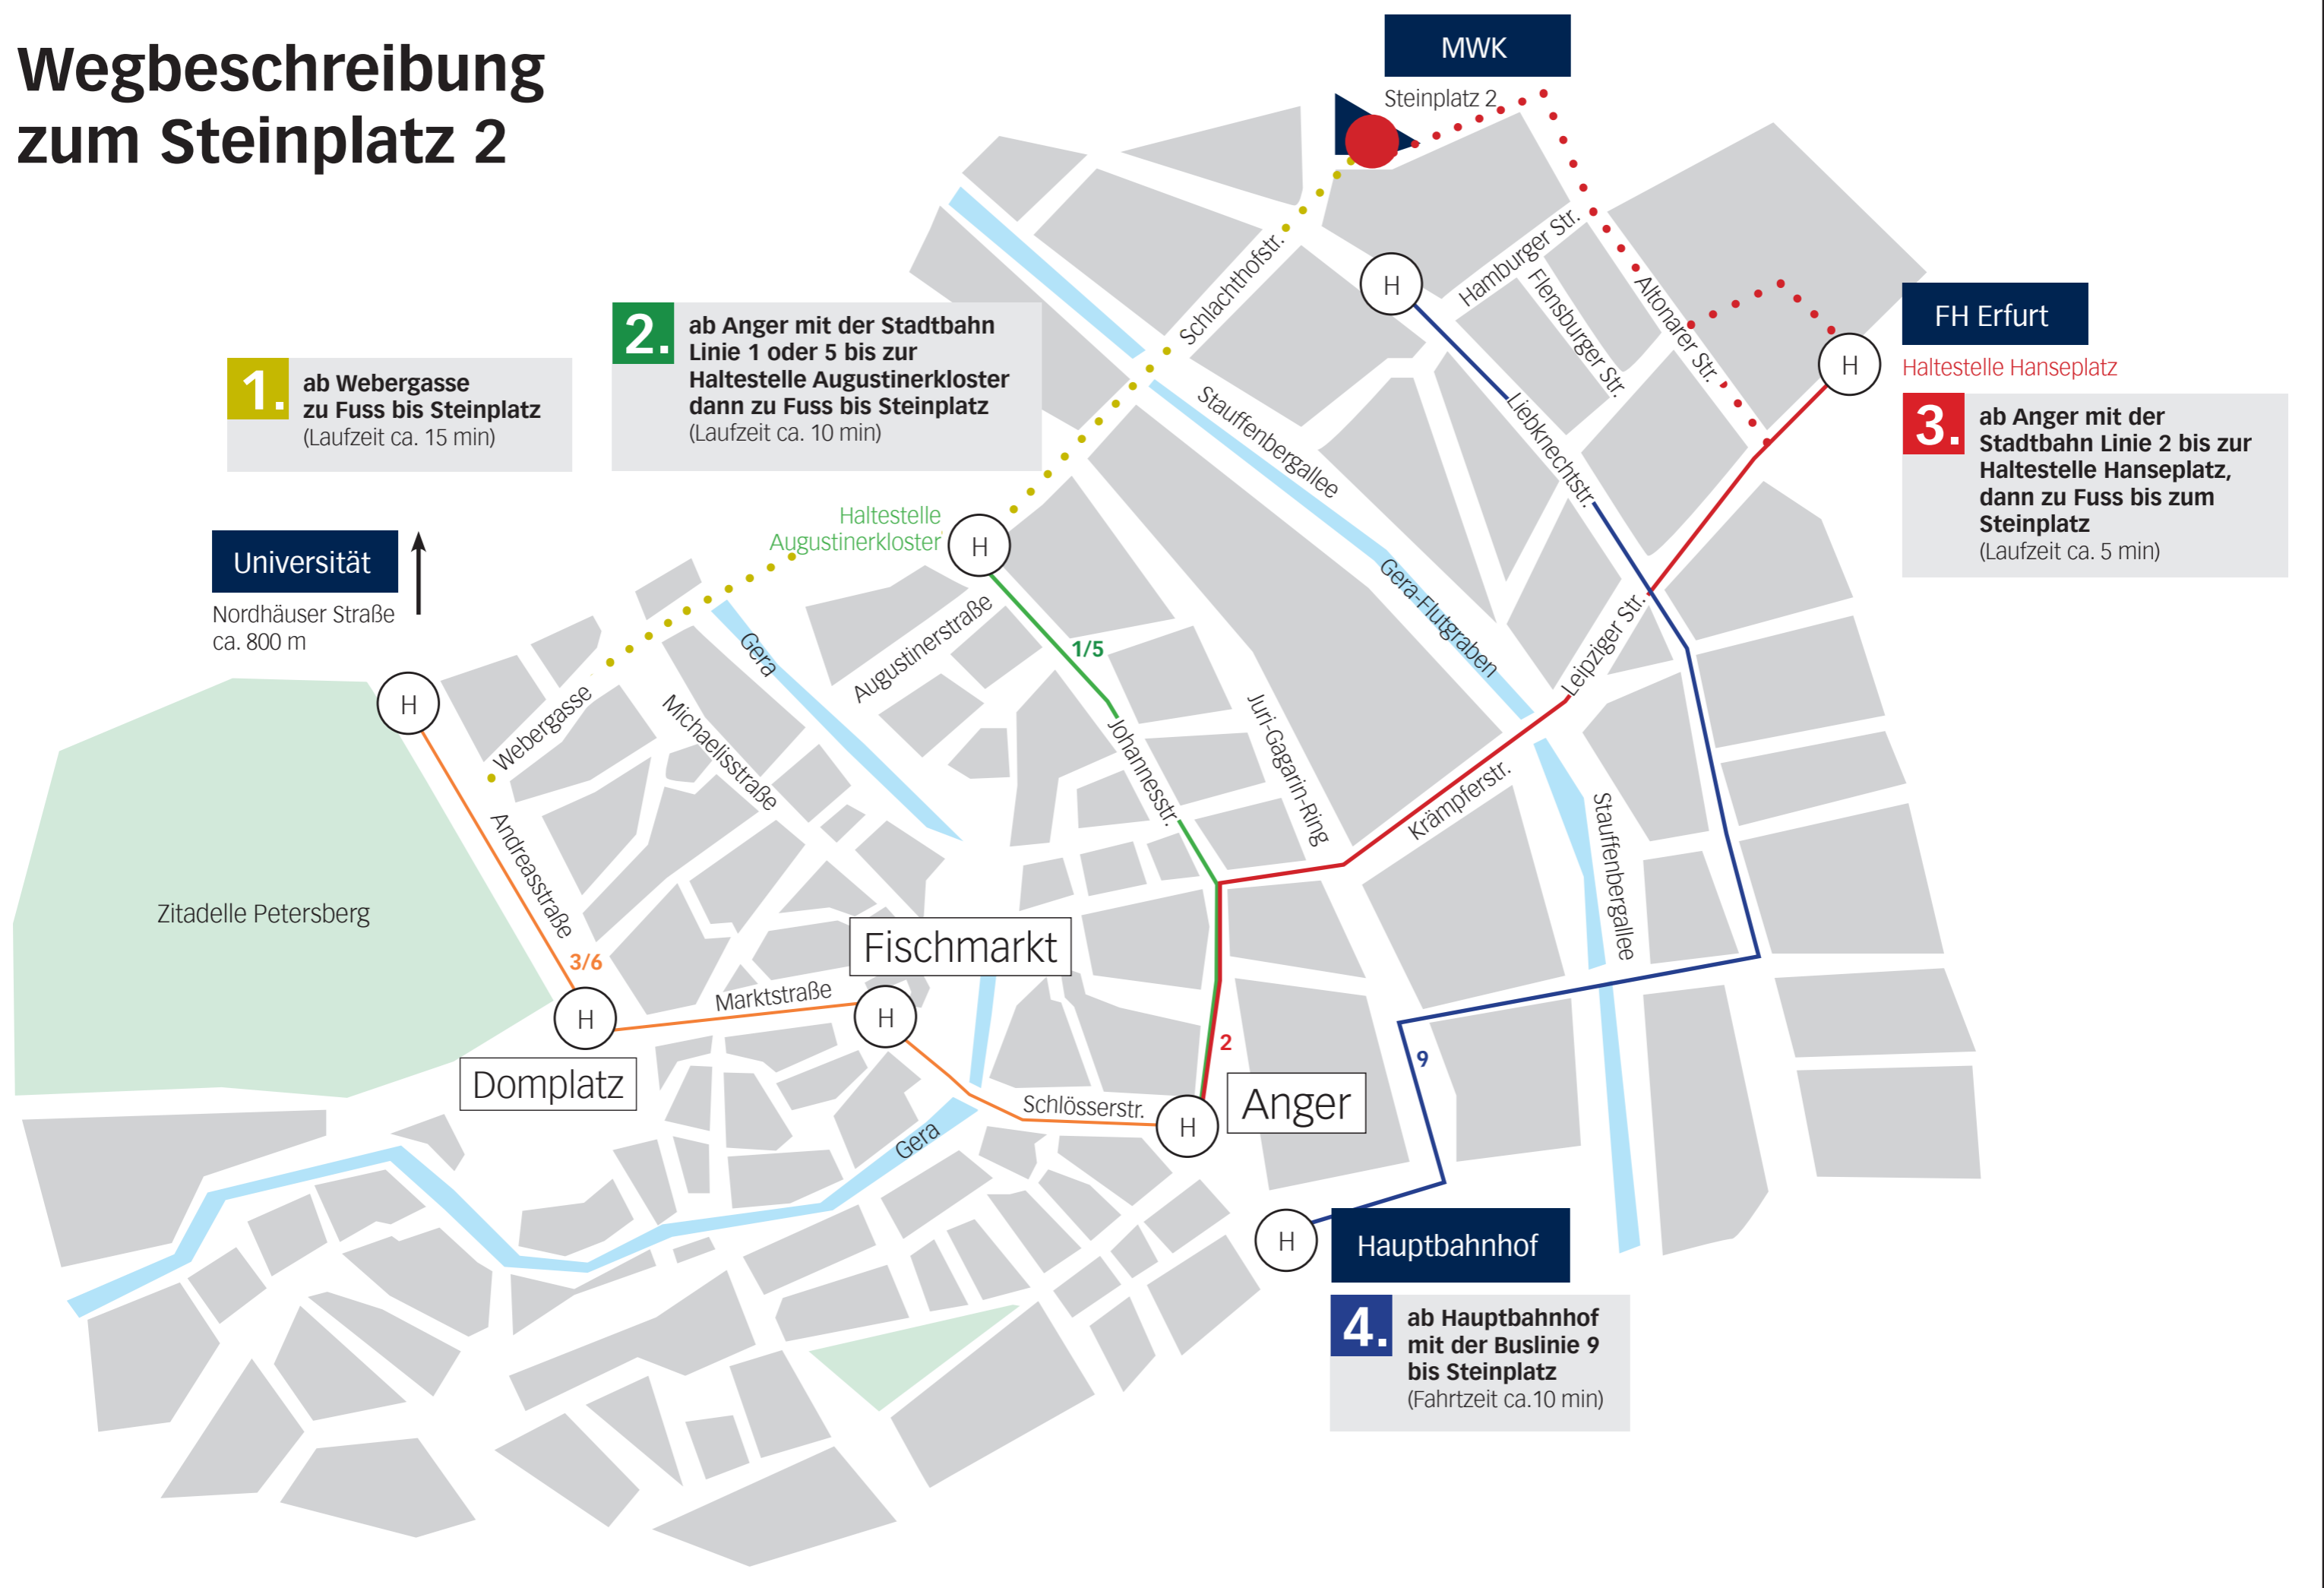 Wegbeschreibung
zum Steinplatz 2
MWK
Steinplatz 2
Schlachthofstr.
H
Hamburger Str.
Flensburger Str.
Altonarer Str.
FH Erfurt
H
Haltestelle Hanseplatz
3.
ab Anger mit der
Stadtbahn Linie 2 bis zur
Haltestelle Hanseplatz,
dann zu Fuss bis zum
Steinplatz
(Laufzeit ca. 5 min)
2.
ab Anger mit der Stadtbahn
Linie 1 oder 5 bis zur
Haltestelle Augustinerkloster
dann zu Fuss bis Steinplatz
(Laufzeit ca. 10 min)
1.
ab Webergasse
zu Fuss bis Steinplatz
(Laufzeit ca. 15 min)
Stauffenbergallee
Liebknechtstr.
Haltestelle
Augustinerkloster
H
Universität
Nordhäuser Straße
ca. 800 m
Gera-Flutgraben
Leipziger Str.
Augustinerstraße
1/5
Gera
H
Webergasse
Michaelisstraße
Johannesstr.
Juri-Gagarin-Ring
Krämpferstr.
Stauffenbergallee
Andreasstraße
Zitadelle Petersberg
3/6
Fischmarkt
H
Marktstraße
H
Domplatz
2
9
Schlösserstr.
H
Anger
Gera
H
Hauptbahnhof
4.
ab Hauptbahnhof
mit der Buslinie 9
bis Steinplatz
(Fahrtzeit ca.10 min)